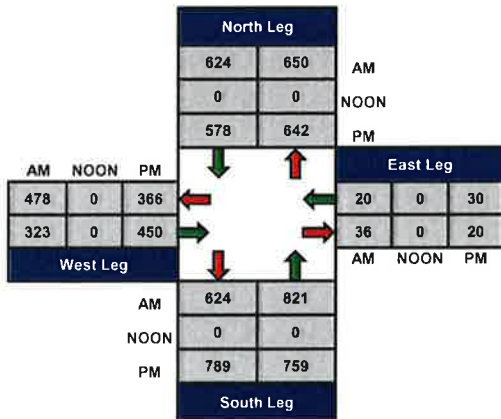 North Leg
624 650 AM
0 0 NOON
578 642 PM
AM NOON PM
East Leg
478 0 366
20 0 30
323 0 450
36 0 20
West Leg
AM NOON PM
AM 624 821
NOON 0 0
PM 789 759
South Leg